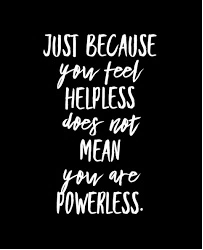 JUST BECAUSE
you feel
HELPLESS
does not
MEAN
you are
POWERLESS.